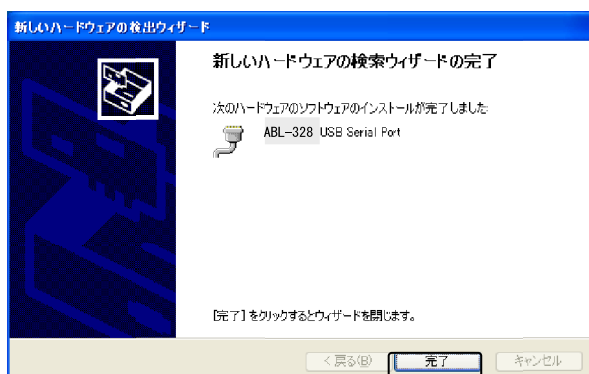 新しいハードウェアの検出ウィザード
新しいハードウェアの検索ウィザードの完了
次のハードウェアのソフトウェアのインストールが完了しました
ABL-328 USB Serial Port
[完了] をクリックするとウィザードを閉じます。
< 戻る(B) 完了 キャンセル